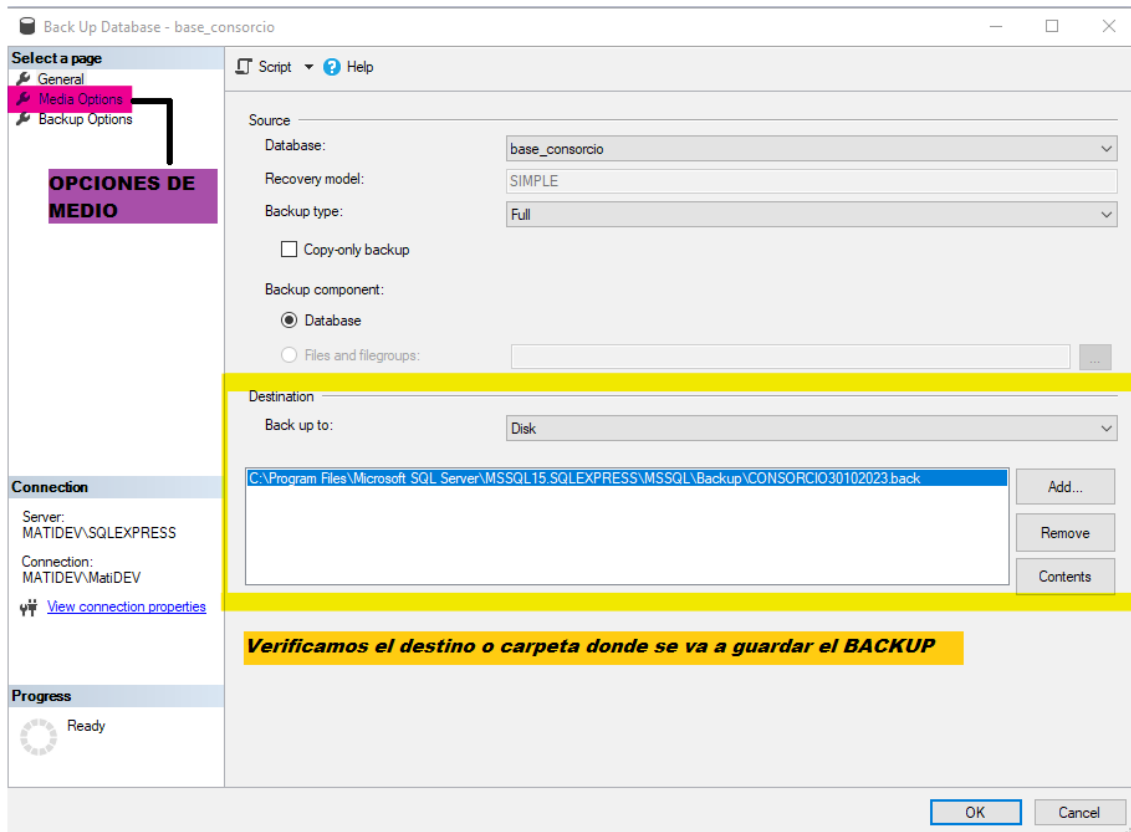 Back Up Database - base_consorcio
Select a page
General
Media Options
Backup Options
OPCIONES DE
MEDIO
Script
Help
Source
Database:
base_consorcio
Recovery model:
SIMPLE
Backup type:
Full
Copy-only backup
Backup component:
Database
Files and filegroups:
...
Destination
Back up to:
Disk
C:\Program Files\Microsoft SQL Server\MSSQL15.SQLEXPRESS\MSSQL\Backup\CONSORCIO30102023.back
Add...
Remove
Contents
Connection
Server:
MATIDEV\SQLEXPRESS
Connection:
MATIDEV\MatiDEV
View connection properties
Verificamos el destino o carpeta donde se va a guardar el BACKUP
Progress
Ready
OK
Cancel